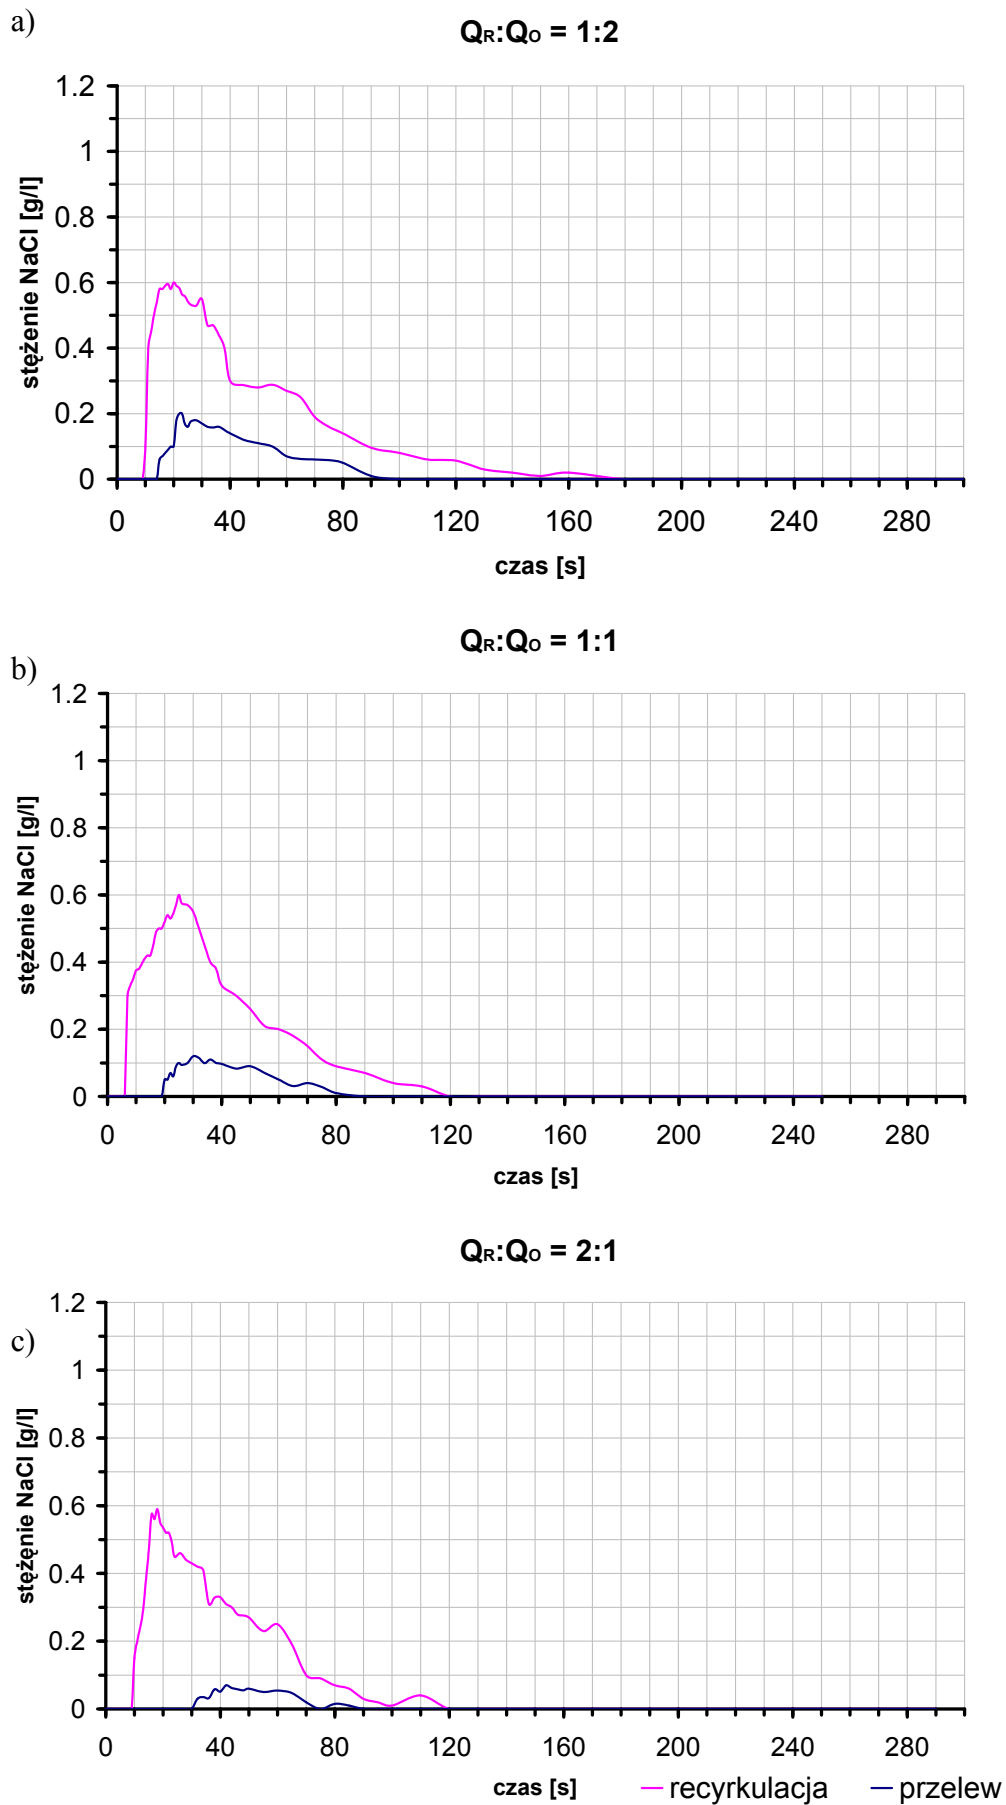 a)
QR:QO = 1:2
stężenie NaCl [g/l]
1.2
1
0.8
0.6
0.4
0.2
0
0 40 80 120 160 200 240 280
czas [s]
QR:QO = 1:1
b)
stężenie NaCl [g/l]
1.2
1
0.8
0.6
0.4
0.2
0
0 40 80 120 160 200 240 280
czas [s]
QR:QO = 2:1
c)
stężęnie NaCl [g/l]
1.2
1
0.8
0.6
0.4
0.2
0
0 40 80 120 160 200 240 280
czas [s] recyrkulacja przelew